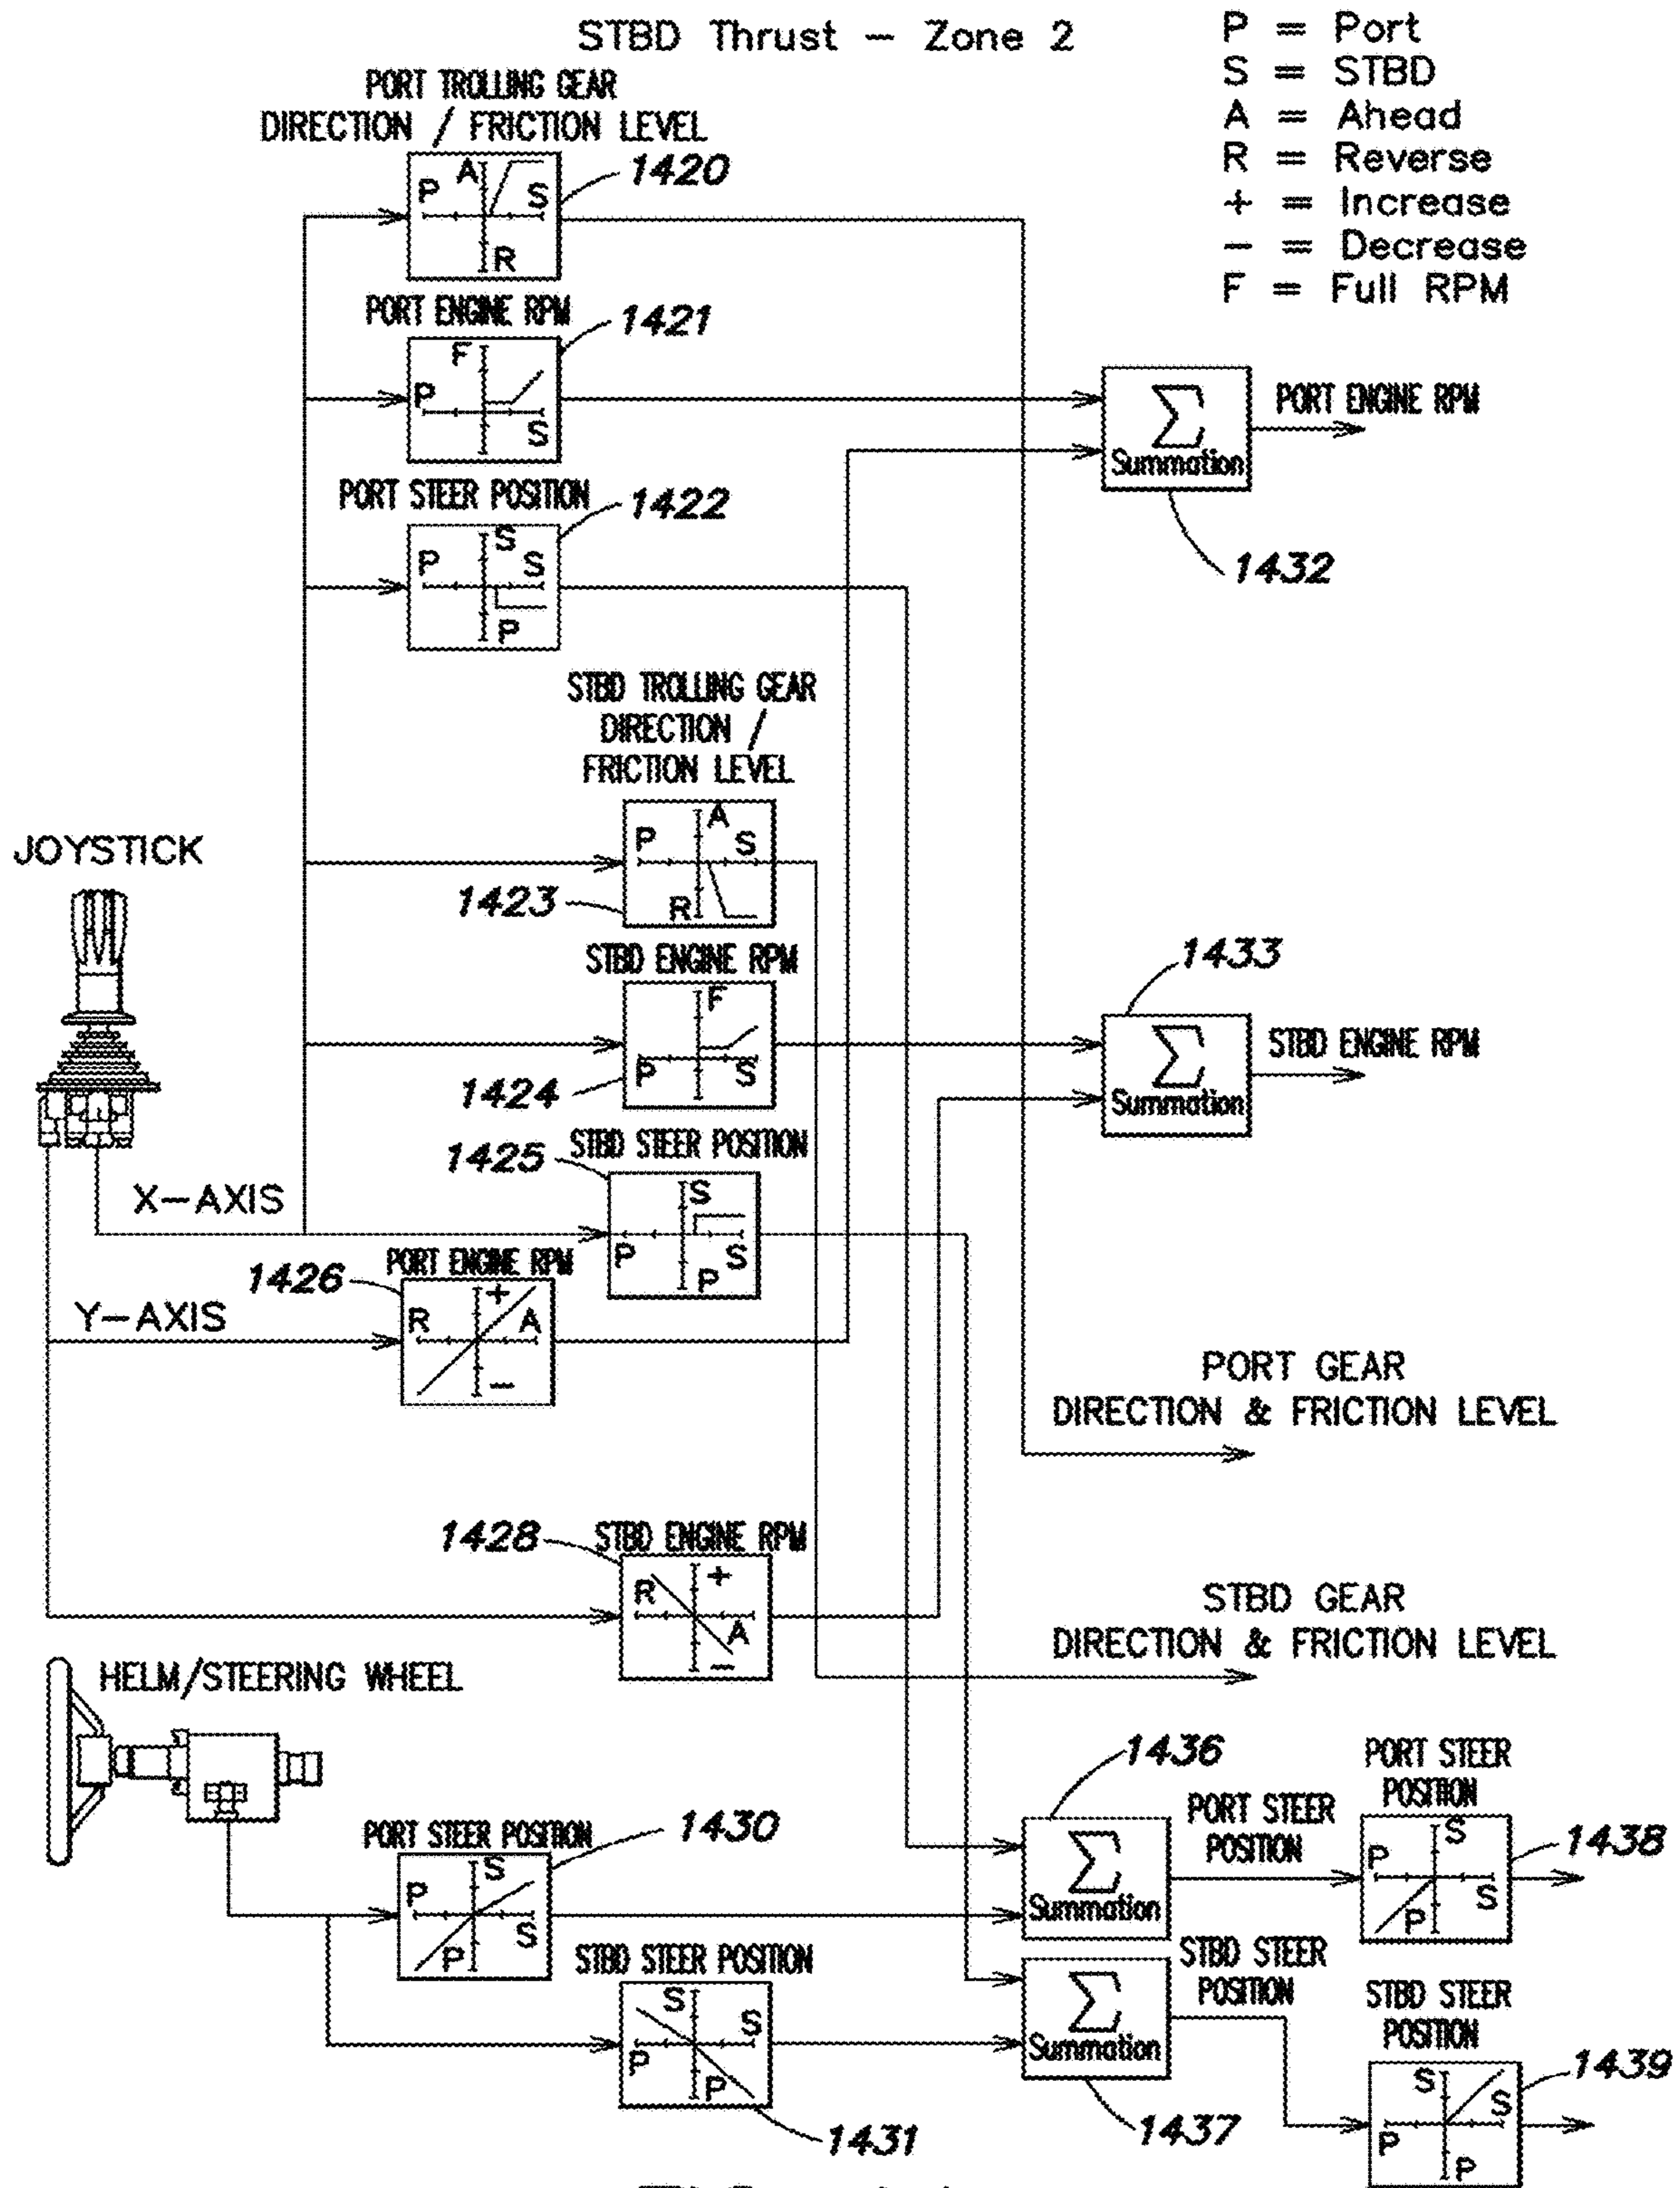 STBD Thrust – Zone 2
P = Port
S = STBD
A = Ahead
R = Reverse
+ = Increase
– = Decrease
F = Full RPM
PORT TROLLING GEAR
DIRECTION / FRICTION LEVEL
P A S R
1420
PORT ENGINE RPM
1421
F P S
Σ
Summation
PORT ENGINE RPM
1432
PORT STEER POSITION
1422
P S S P
STBD TROLLING GEAR
DIRECTION /
FRICTION LEVEL
P A S R
1423
JOYSTICK
STBD ENGINE RPM
F P S
1424
1433
Σ
Summation
STBD ENGINE RPM
STBD STEER POSITION
1425
S P S P
X–AXIS
PORT ENGINE RPM
1426
R + A –
Y–AXIS
PORT GEAR
DIRECTION & FRICTION LEVEL
1428
STBD ENGINE RPM
R + A –
STBD GEAR
DIRECTION & FRICTION LEVEL
HELM/STEERING WHEEL
PORT STEER POSITION
1430
P S S P
1436
Σ
Summation
PORT STEER
POSITION
PORT STEER
POSITION
P S S P
1438
STBD STEER POSITION
S S P P
1431
Σ
Summation
1437
STBD STEER
POSITION
STBD STEER
POSITION
S S P P
1439